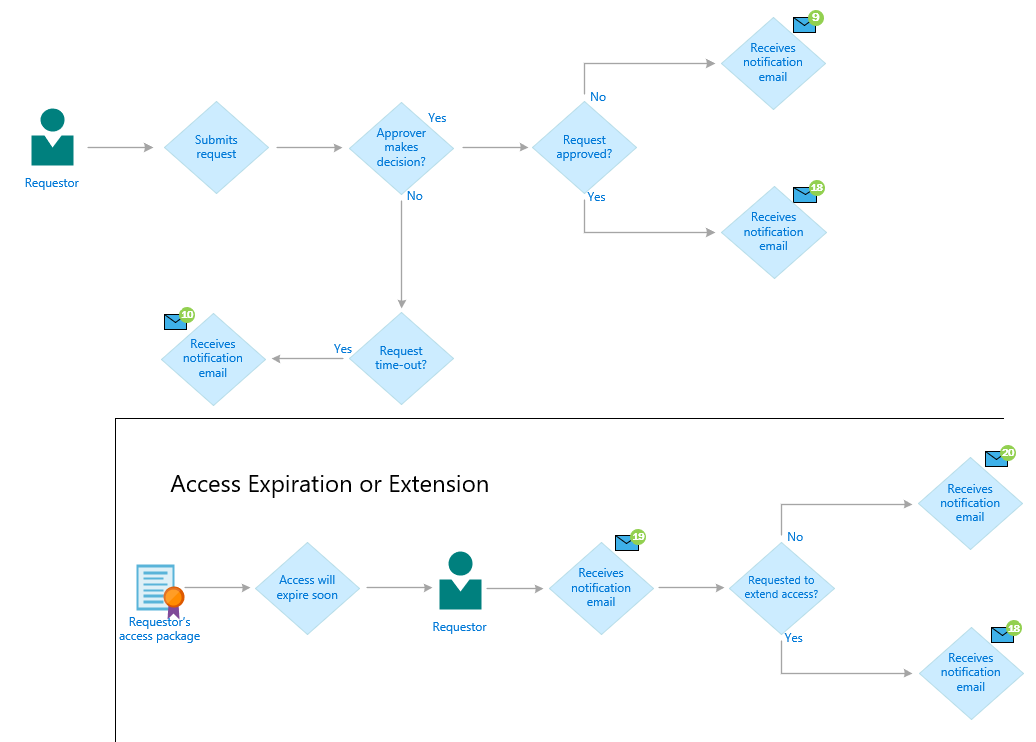 9
Receives
notification
email
No
Yes
Approver
makes
decision?
Submits
request
Request
approved?
Requestor
No
Yes
18
Receives
notification
email
10
Receives
notification
email
Yes
Request
time-out?
Access Expiration or Extension
20
Receives
notification
email
No
19
Receives
notification
email
Access will
expire soon
Requested to
extend access?
Requestor's
access package
Requestor
Yes
18
Receives
notification
email